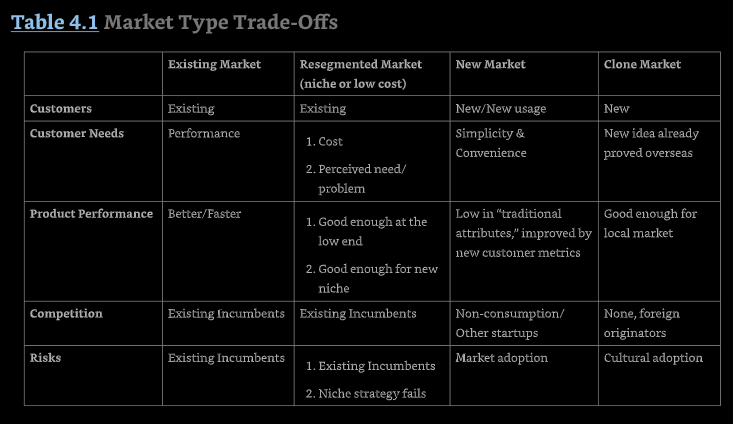 Table 4.1 Market Type Trade-Offs
Existing Market
Resegmented Market
(niche or low cost)
New Market
Clone Market
Customers
Existing
Existing
New/New usage
New
Customer Needs
Performance
1. Cost
2. Perceived need/
problem
Simplicity &
Convenience
New idea already
proved overseas
Product Performance
Better/Faster
1. Good enough at the
low end
2. Good enough for new
niche
Low in “traditional
attributes,” improved by
new customer metrics
Good enough for
local market
Competition
Existing Incumbents
Existing Incumbents
Non-consumption/
Other startups
None, foreign
originators
Risks
Existing Incumbents
1. Existing Incumbents
2. Niche strategy fails
Market adoption
Cultural adoption